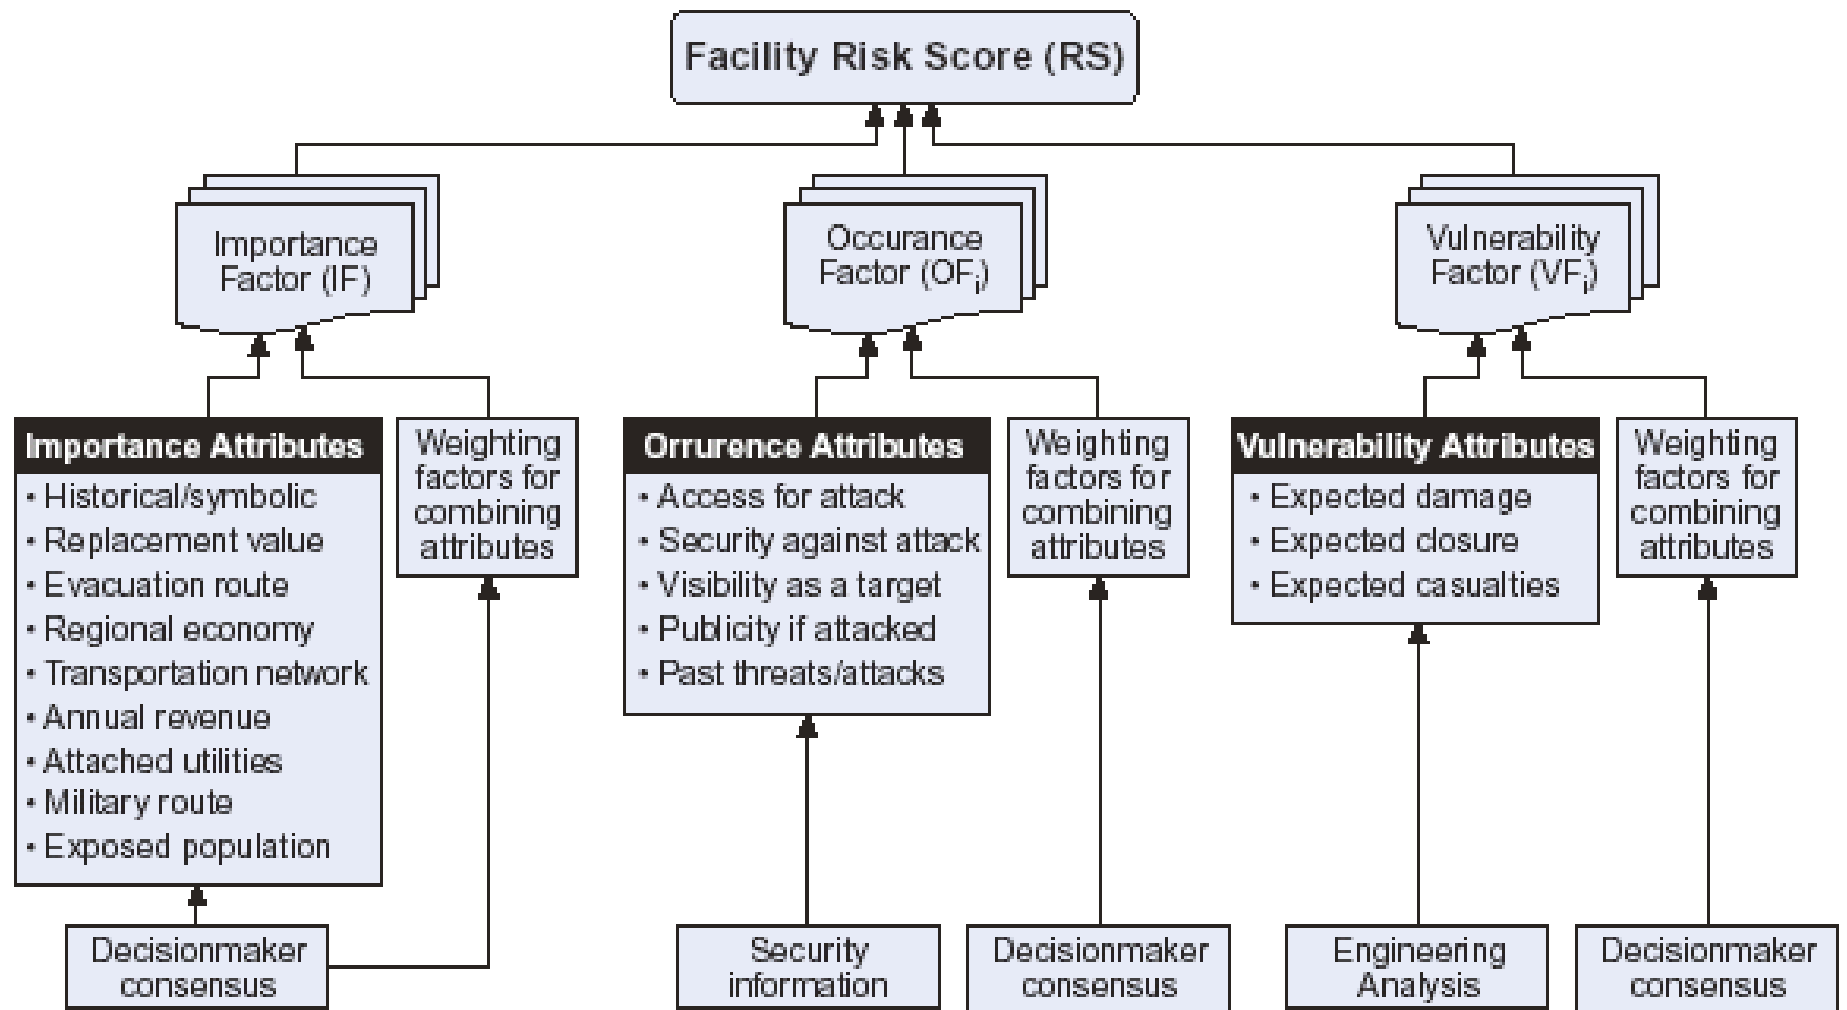 Facility Risk Score (RS)
Importance
Factor (IF)
Occurance
Factor (OFi)
Vulnerability
Factor (VFi)
Importance Attributes
• Historical/symbolic
• Replacement value
• Evacuation route
• Regional economy
• Transportation network
• Annual revenue
• Attached utilities
• Military route
• Exposed population
Weighting
factors for
combining
attributes
Orrurence Attributes
• Access for attack
• Security against attack
• Visibility as a target
• Publicity if attacked
• Past threats/attacks
Weighting
factors for
combining
attributes
Vulnerability Attributes
• Expected damage
• Expected closure
• Expected casualties
Weighting
factors for
combining
attributes
Decisionmaker
consensus
Security
information
Decisionmaker
consensus
Engineering
Analysis
Decisionmaker
consensus